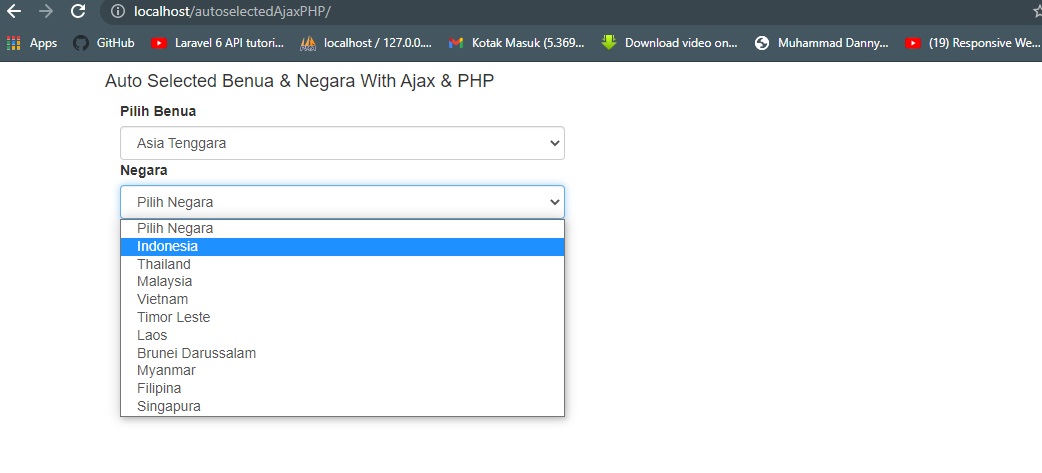 localhost/autoselectedAjaxPHP/
Apps GitHub Laravel 6 API tutori... localhost / 127.0.0.... Kotak Masuk (5.369... Download video on... Muhammad Danny... (19) Responsive We...
Auto Selected Benua & Negara With Ajax & PHP
Pilih Benua
Asia Tenggara
Negara
Pilih Negara
Pilih Negara
Indonesia
Thailand
Malaysia
Vietnam
Timor Leste
Laos
Brunei Darussalam
Myanmar
Filipina
Singapura